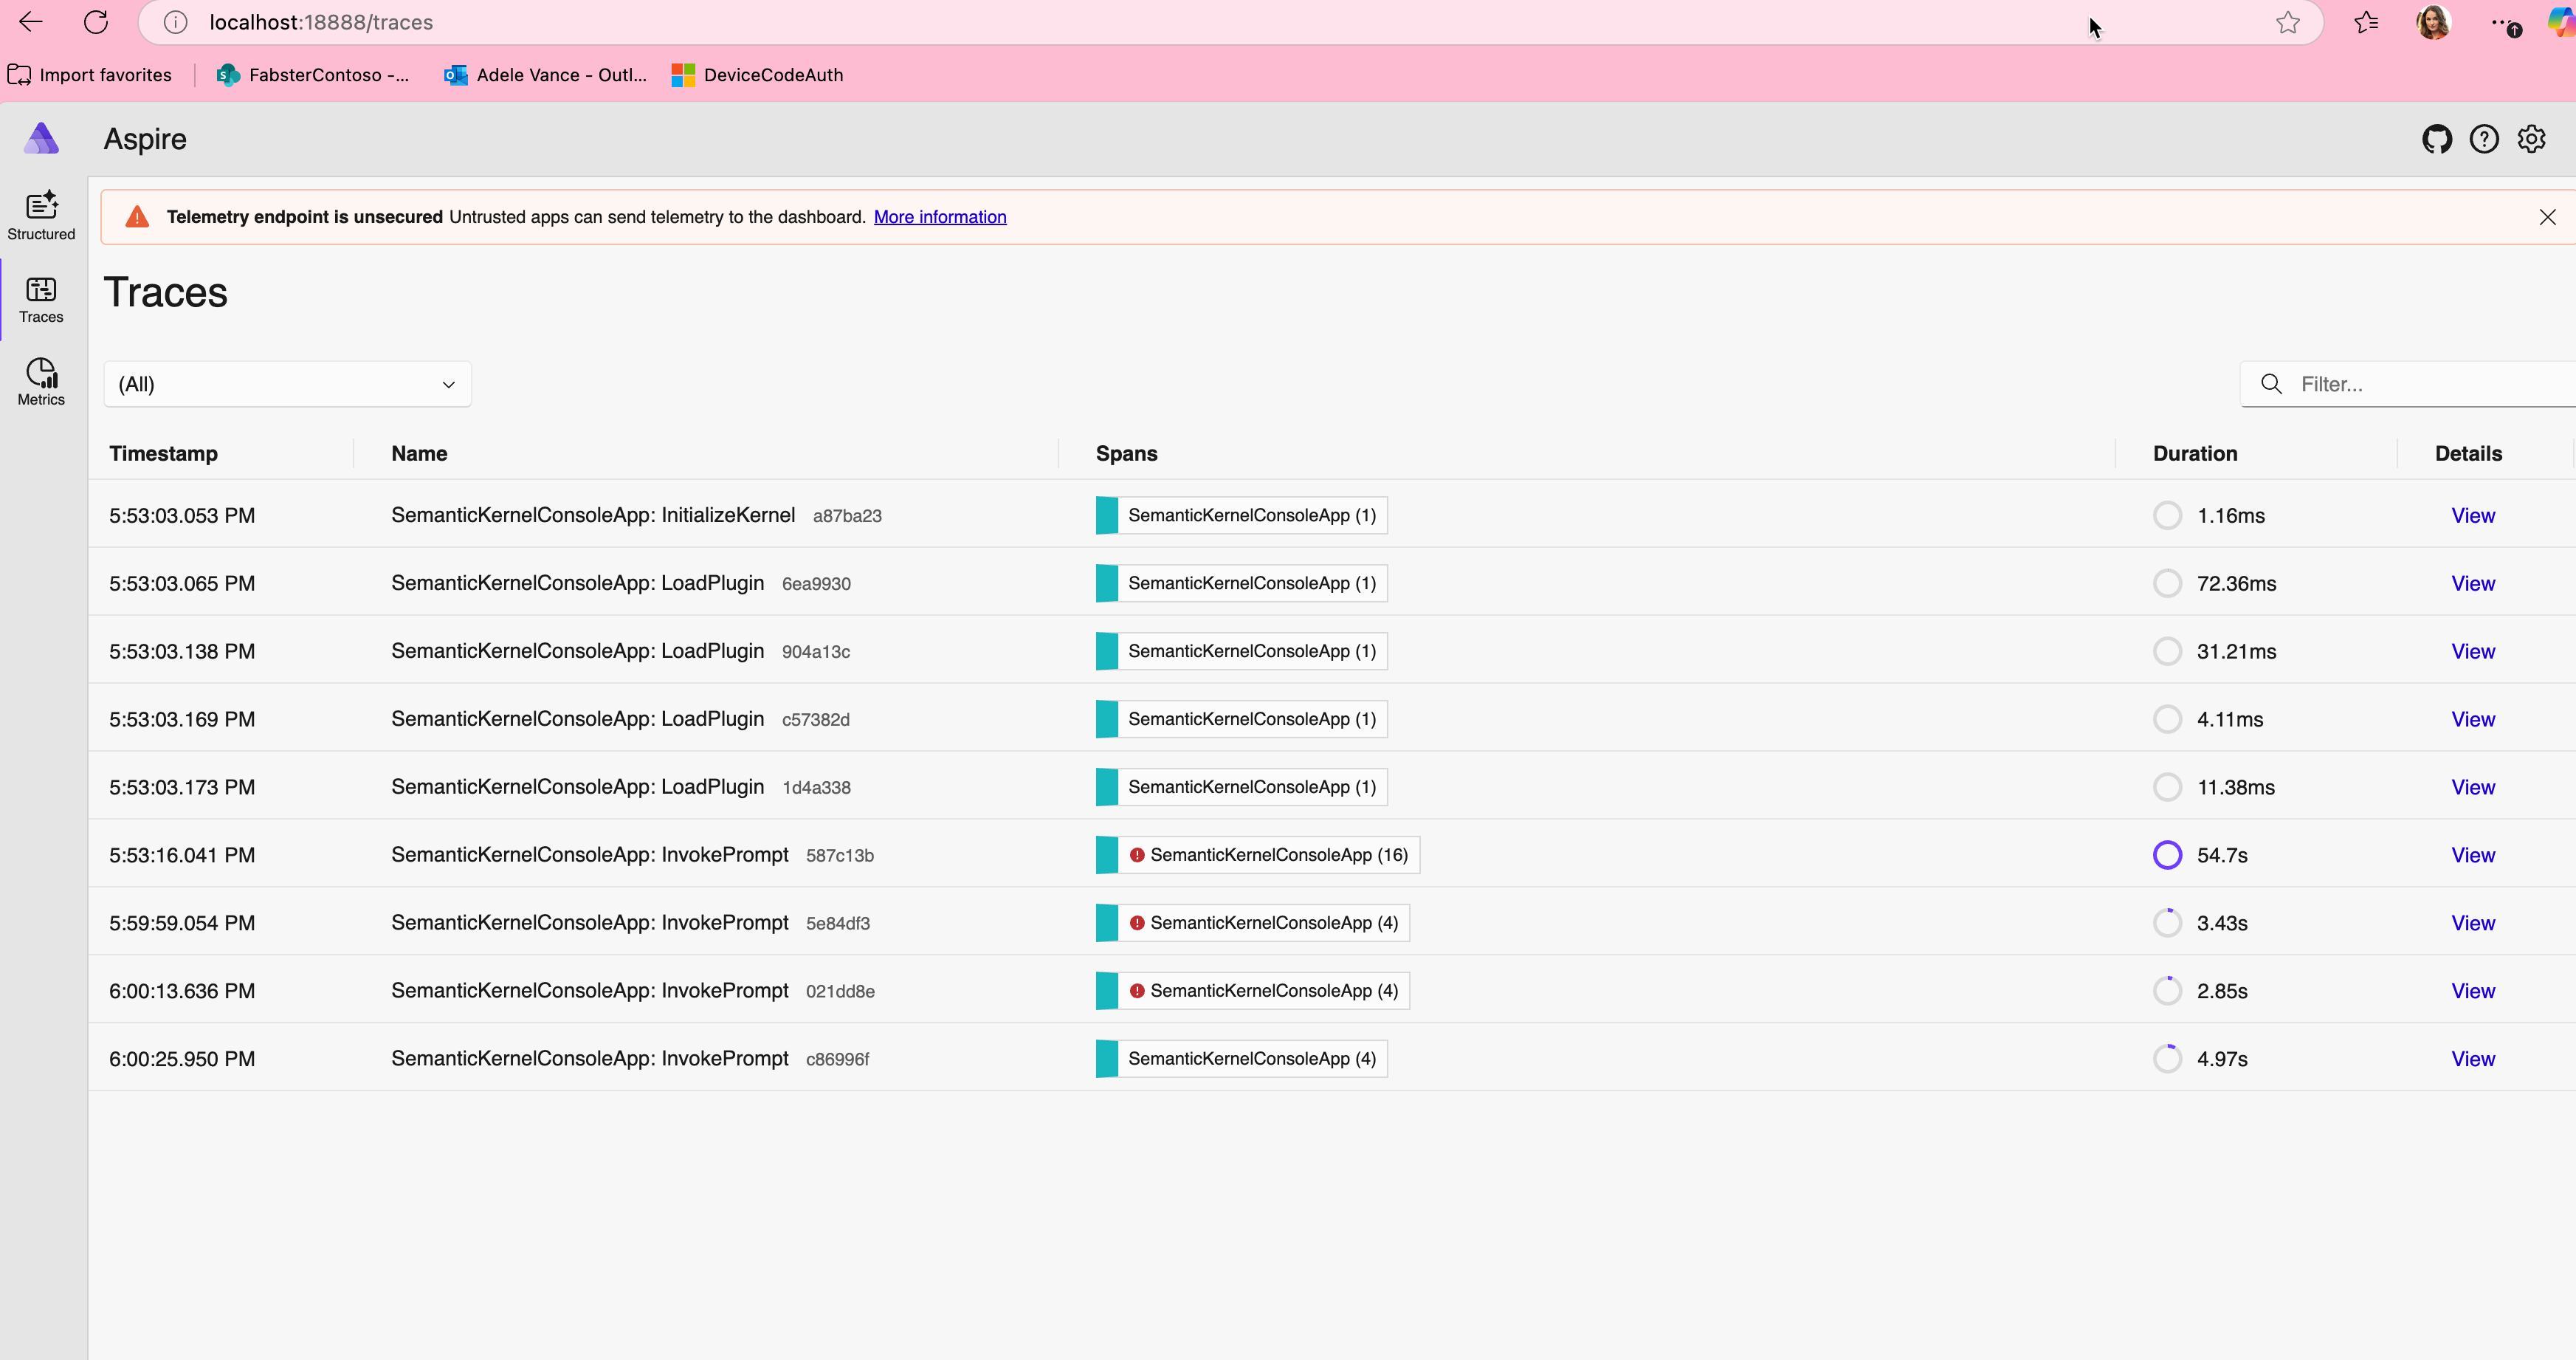 localhost:18888/traces
Import favorites FabsterContoso -... Adele Vance - Outl... DeviceCodeAuth
Aspire
Telemetry endpoint is unsecured Untrusted apps can send telemetry to the dashboard. More information
Structured
Traces
Traces
Metrics
(All) Filter...
Timestamp Name Spans Duration Details
5:53:03.053 PM SemanticKernelConsoleApp: InitializeKernel a87ba23 SemanticKernelConsoleApp (1) 1.16ms View
5:53:03.065 PM SemanticKernelConsoleApp: LoadPlugin 6ea9930 SemanticKernelConsoleApp (1) 72.36ms View
5:53:03.138 PM SemanticKernelConsoleApp: LoadPlugin 904a13c SemanticKernelConsoleApp (1) 31.21ms View
5:53:03.169 PM SemanticKernelConsoleApp: LoadPlugin c57382d SemanticKernelConsoleApp (1) 4.11ms View
5:53:03.173 PM SemanticKernelConsoleApp: LoadPlugin 1d4a338 SemanticKernelConsoleApp (1) 11.38ms View
5:53:16.041 PM SemanticKernelConsoleApp: InvokePrompt 587c13b SemanticKernelConsoleApp (16) 54.7s View
5:59:59.054 PM SemanticKernelConsoleApp: InvokePrompt 5e84df3 SemanticKernelConsoleApp (4) 3.43s View
6:00:13.636 PM SemanticKernelConsoleApp: InvokePrompt 021dd8e SemanticKernelConsoleApp (4) 2.85s View
6:00:25.950 PM SemanticKernelConsoleApp: InvokePrompt c86996f SemanticKernelConsoleApp (4) 4.97s View